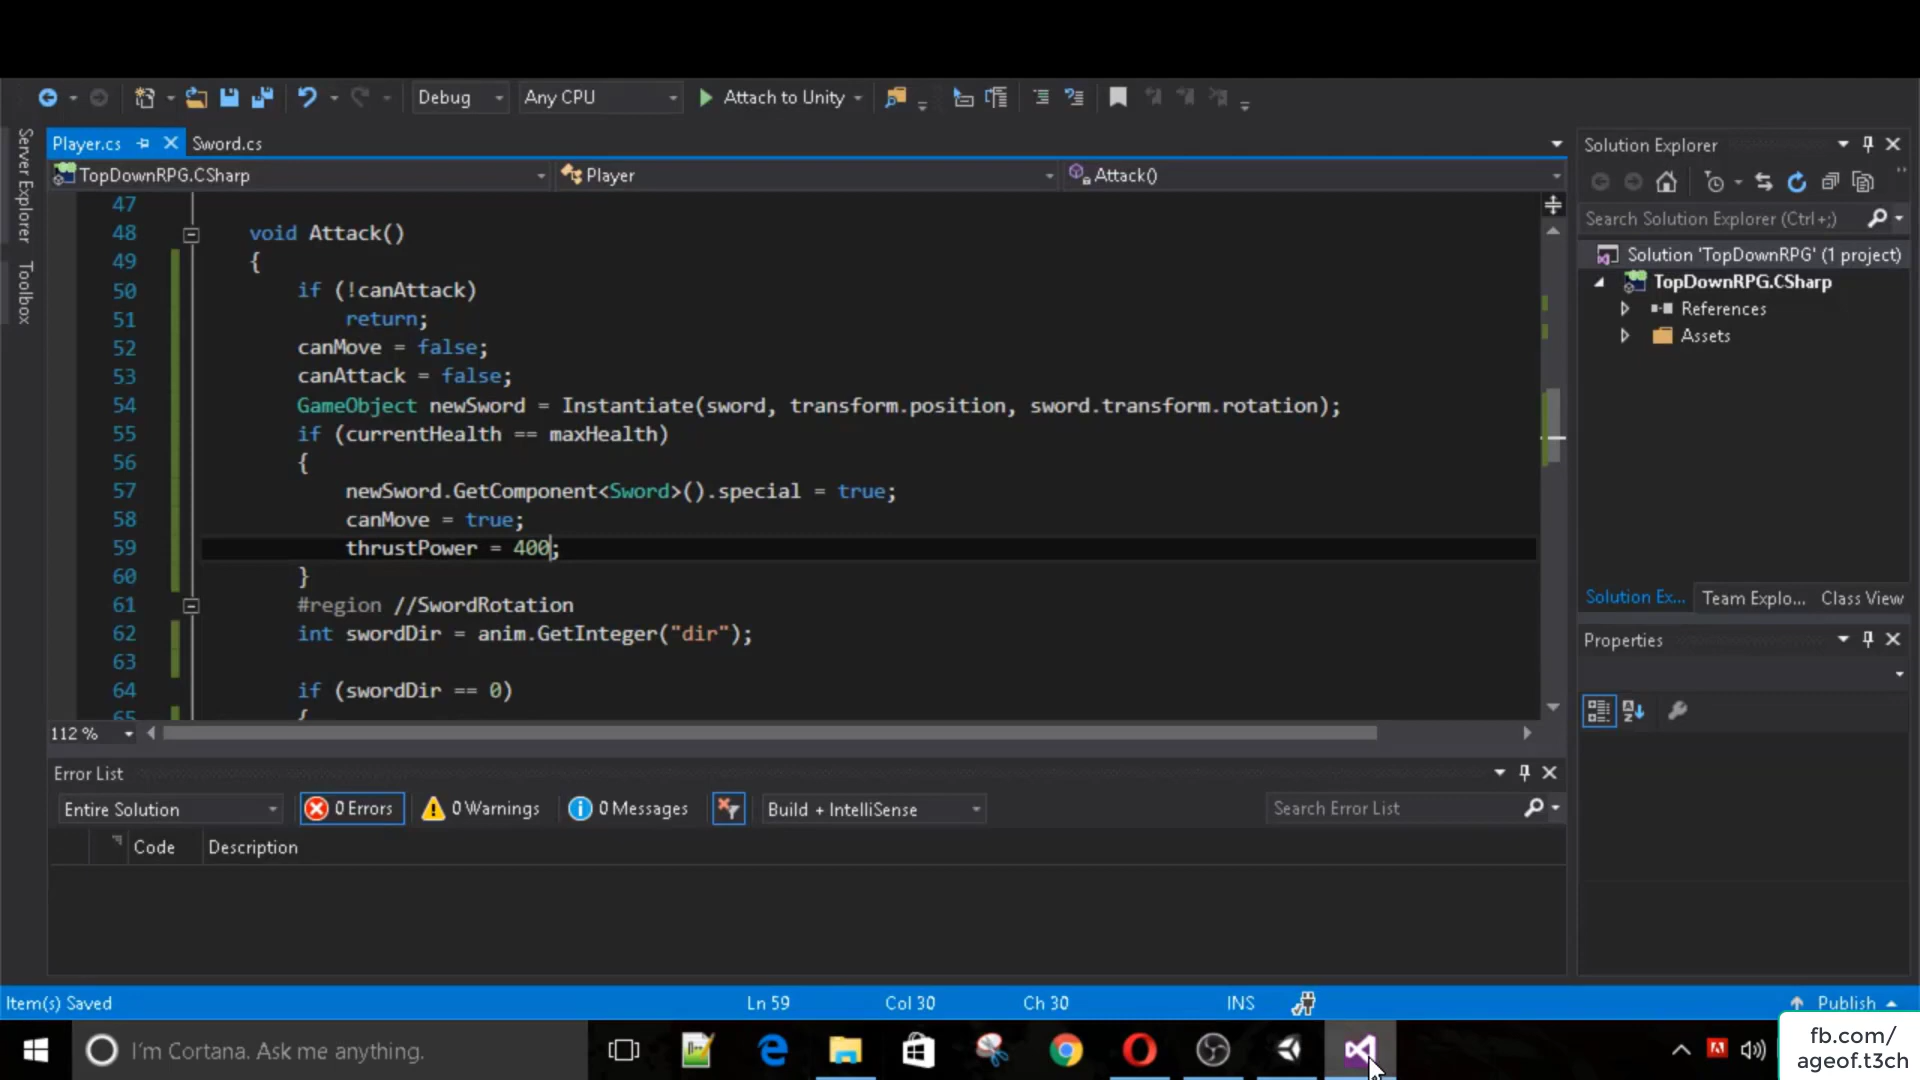 Debug Any CPU Attach to Unity
Player.cs Sword.cs
TopDownRPG.CSharp Player Attack()
Server Explorer
Toolbox
47
48 void Attack()
49 {
50 if (!canAttack)
51 return;
52 canMove = false;
53 canAttack = false;
54 GameObject newSword = Instantiate(sword, transform.position, sword.transform.rotation);
55 if (currentHealth == maxHealth)
56 {
57 newSword.GetComponent<Sword>().special = true;
58 canMove = true;
59 thrustPower = 400;
60 }
61 #region //SwordRotation
62 int swordDir = anim.GetInteger("dir");
63
64 if (swordDir == 0)
65 {
112 %
Solution Explorer
Search Solution Explorer (Ctrl+;)
Solution 'TopDownRPG' (1 project)
TopDownRPG.CSharp
References
Assets
Solution Ex... Team Explo... Class View
Properties
Error List
Entire Solution 0 Errors 0 Warnings 0 Messages Build + IntelliSense Search Error List
Code Description
Item(s) Saved Ln 59 Col 30 Ch 30 INS Publish
I'm Cortana. Ask me anything.
fb.com/
ageof.t3ch